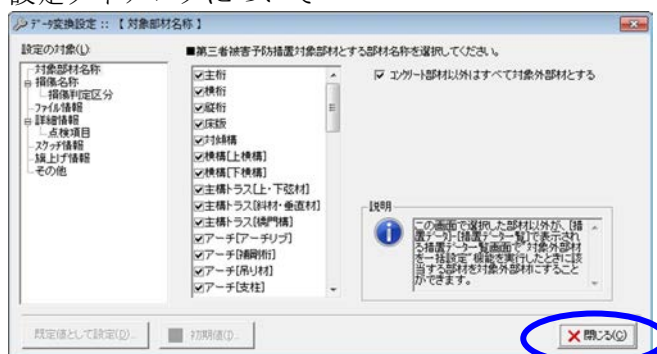 データ変換設定 :: 【 対象部材名称 】
設定の対象(L)
対象部材名称
損傷名称
損傷判定区分
ファイル情報
詳細情報
点検項目
スケッチ情報
旗上げ情報
その他
■第三者被害予防措置対象部材とする部材名称を選択してください。
主桁
横桁
縦桁
床版
対傾構
横構[上横構]
横構[下横構]
主構トラス[上・下弦材]
主構トラス[斜材・垂直材]
主構トラス[橋門構]
アーチ[アーチリブ]
アーチ[補剛桁]
アーチ[吊り材]
アーチ[支柱]
コンクリート部材以外はすべて対象外部材とする
説明
この画面で選択した部材以外が、[措
置データ]-[措置データ一覧]で表示され
る措置データ一覧画面で"対象外部材
を一括設定"機能を実行したときに該
当する部材を対象外部材にすること
ができます。
既定値として設定(D)...
初期値(I)...
閉じる(C)